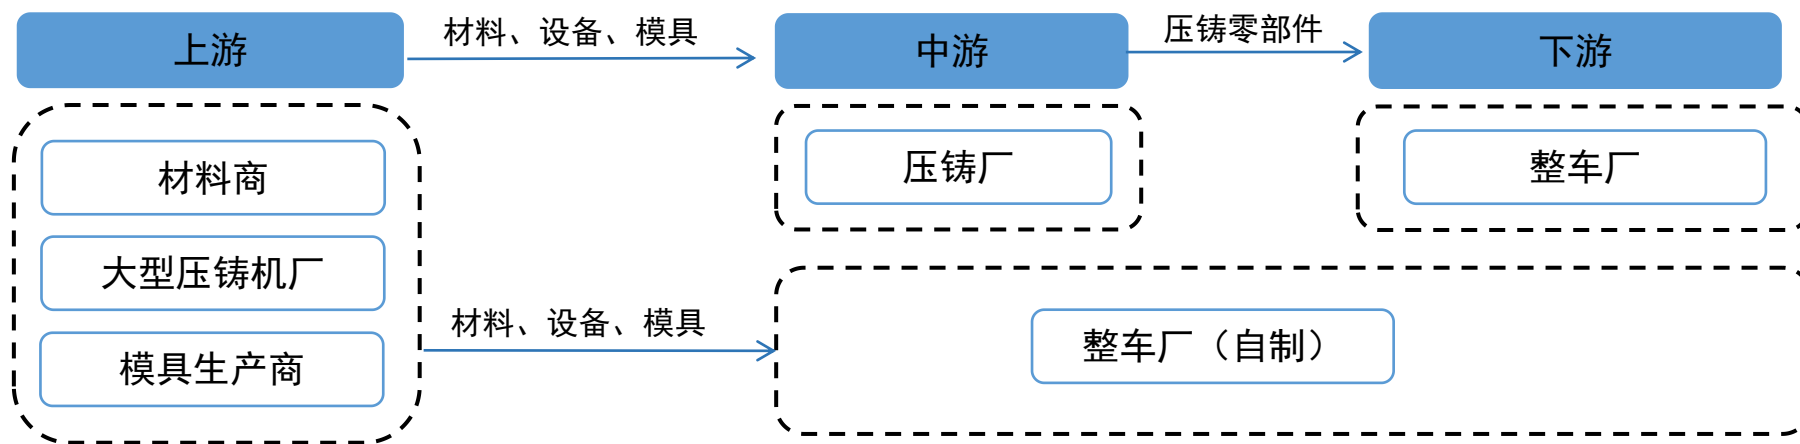 上游
材料、设备、模具
中游
压铸零部件
下游
材料商
压铸厂
整车厂
大型压铸机厂
材料、设备、模具
整车厂（自制）
模具生产商